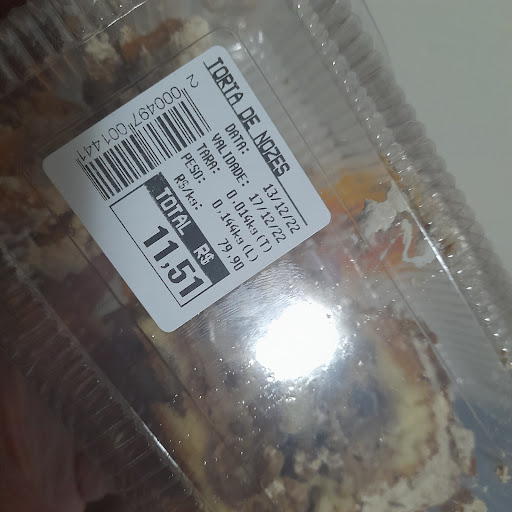 TORTA DE NOZES
DATA: 13/12/22
VALIDADE: 17/12/22
TARA: 0,014kg (T)
PESO: 0,144kg (L)
R$/kg: 79,90
TOTAL R$
11,51
2 000497 001441